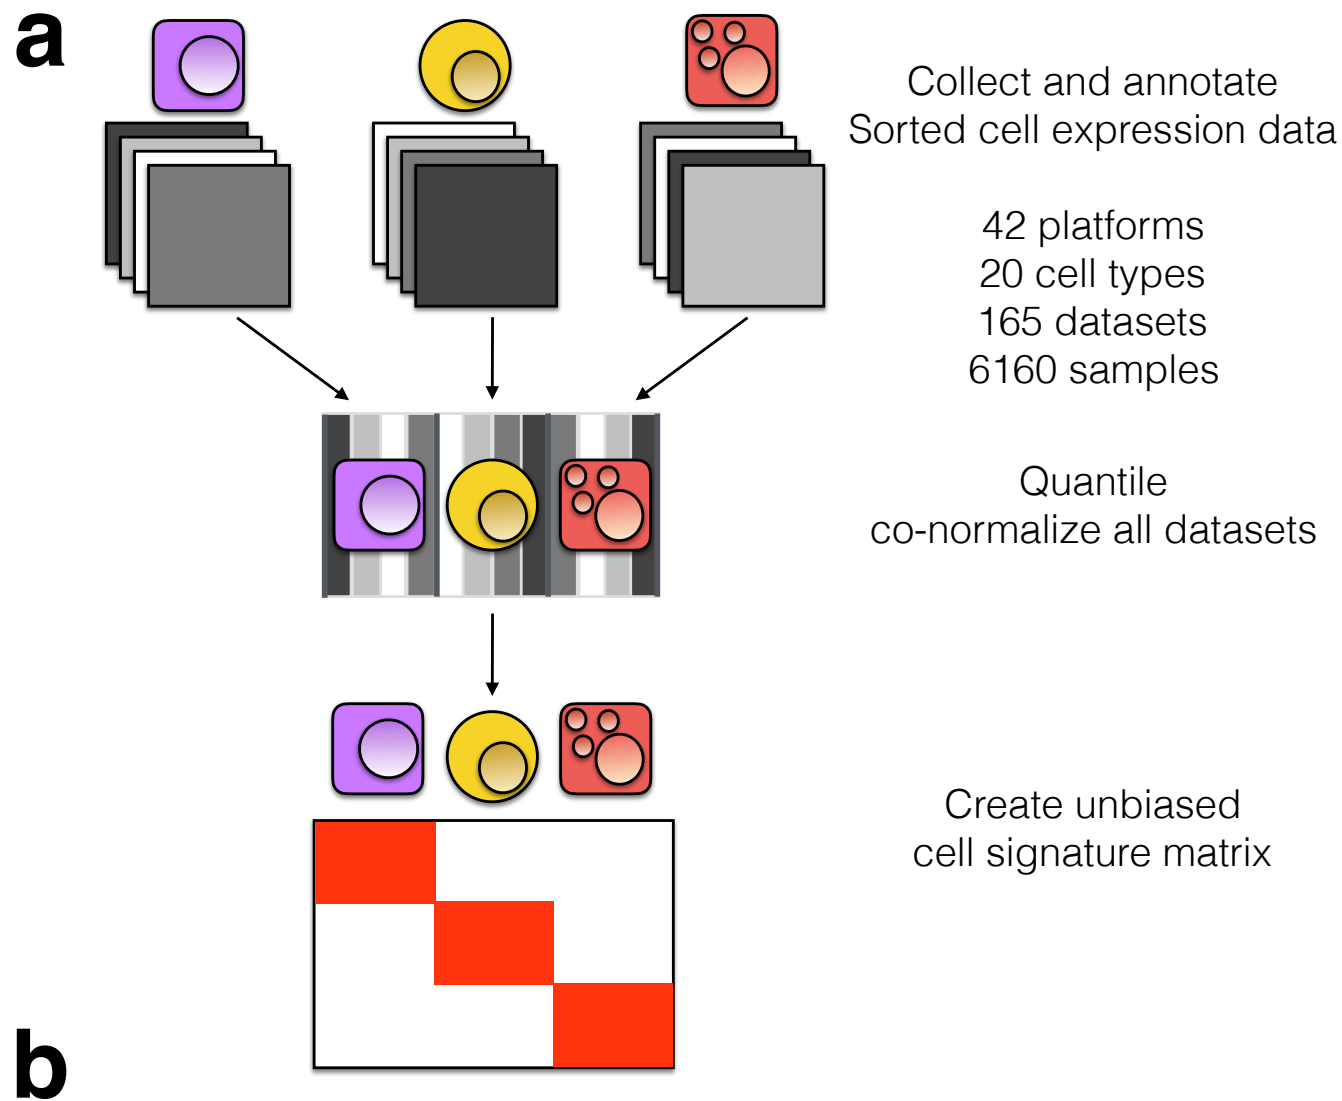 a
Collect and annotate
Sorted cell expression data
42 platforms
20 cell types
165 datasets
6160 samples
Quantile
co-normalize all datasets
Create unbiased
cell signature matrix
b